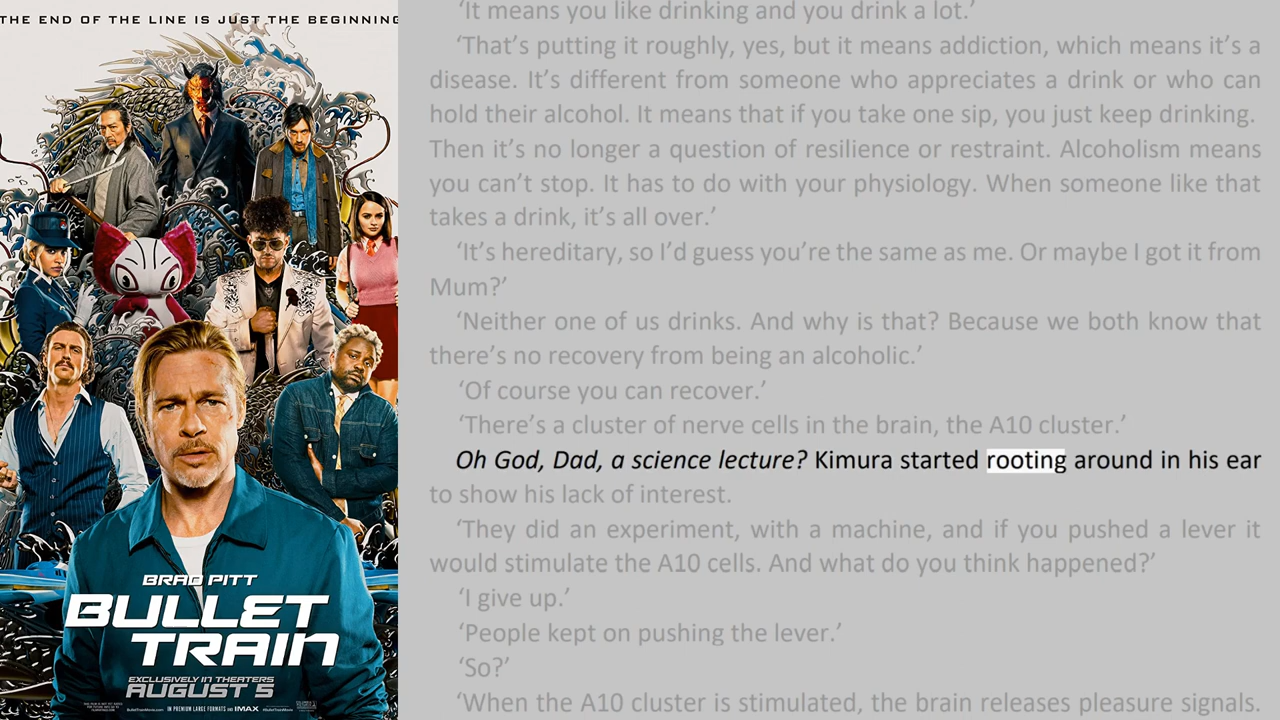 THE END OF THE LINE IS JUST THE BEGINNING
BRAD PITT
BULLET
TRAIN
EXCLUSIVELY IN THEATERS
AUGUST 5
IN PREMIUM LARGE FORMATS AND IMAX
‘It means you like drinking and you drink a lot.’
‘That’s putting it roughly, yes, but it means addiction, which means it’s a
disease. It’s different from someone who appreciates a drink or who can
hold their alcohol. It means that if you take one sip, you just keep drinking.
Then it’s no longer a question of resilience or restraint. Alcoholism means
you can’t stop. It has to do with your physiology. When someone like that
takes a drink, it’s all over.’
‘It’s hereditary, so I’d guess you’re the same as me. Or maybe I got it from
Mum?’
‘Neither one of us drinks. And why is that? Because we both know that
there’s no recovery from being an alcoholic.’
‘Of course you can recover.’
‘There’s a cluster of nerve cells in the brain, the A10 cluster.’
Oh God, Dad, a science lecture? Kimura started rooting around in his ear
to show his lack of interest.
‘They did an experiment, with a machine, and if you pushed a lever it
would stimulate the A10 cells. And what do you think happened?’
‘I give up.’
‘People kept on pushing the lever.’
‘So?’
‘When the A10 cluster is stimulated the brain releases pleasure signals.